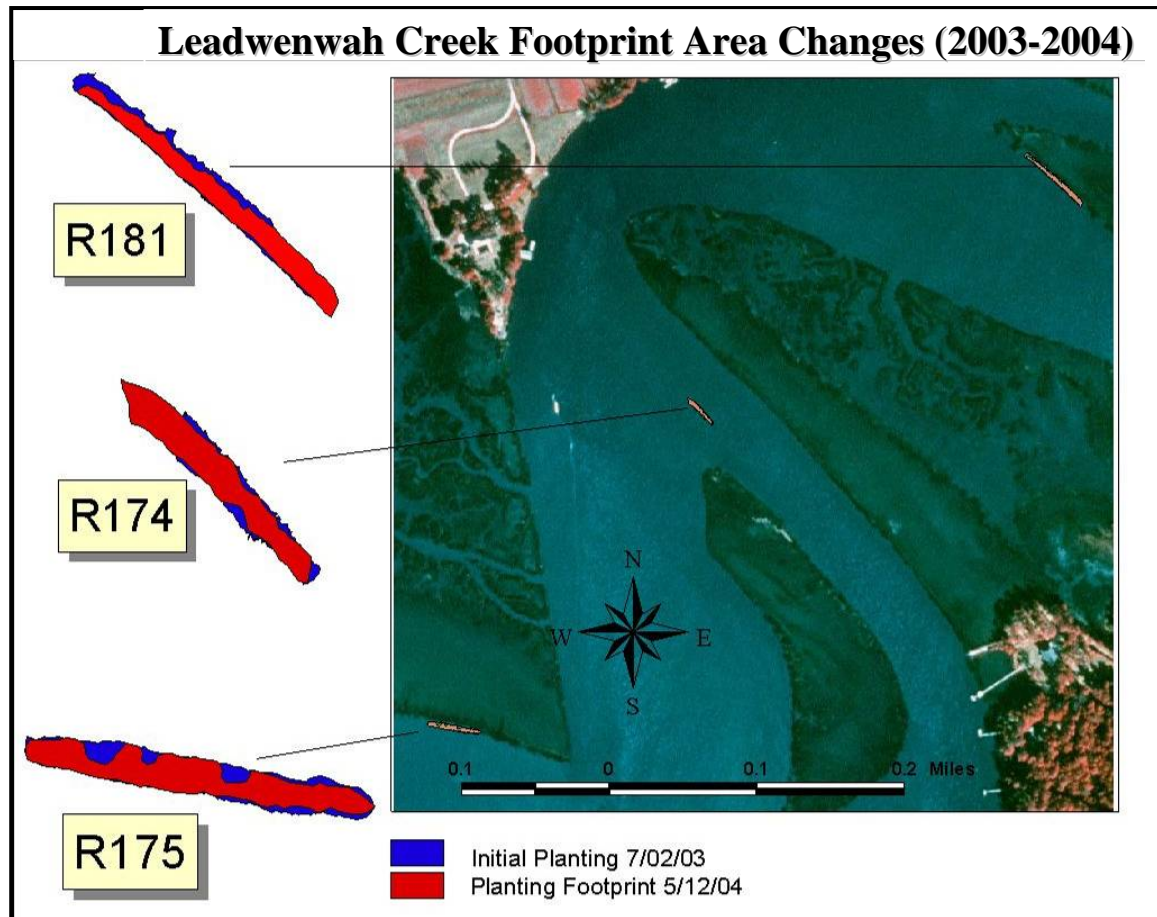 Leadwenwah Creek Footprint Area Changes (2003-2004)
R181
R174
N
W E
S
0.1 0 0.1 0.2 Miles
R175
Initial Planting 7/02/03
Planting Footprint 5/12/04